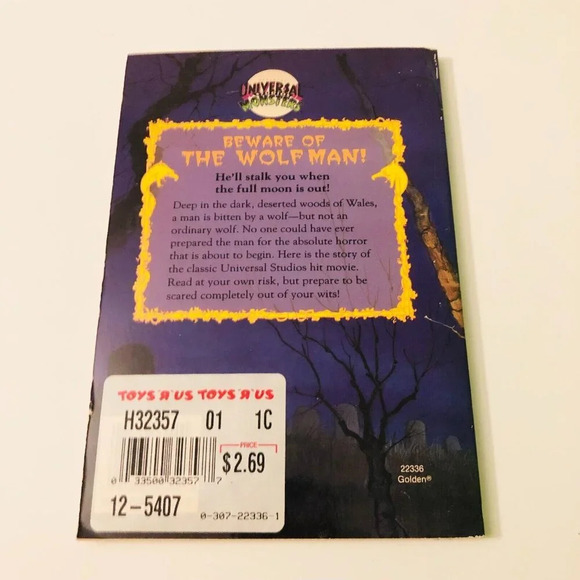 UNIVERSAL
MONSTERS
BEWARE OF
THE WOLF MAN!
He'll stalk you when
the full moon is out!
Deep in the dark, deserted woods of Wales,
a man is bitten by a wolf—but not an
ordinary wolf. No one could have ever
prepared the man for the absolute horror
that is about to begin. Here is the story of
the classic Universal Studios hit movie.
Read at your own risk, but prepare to be
scared completely out of your wits!
TOYS "R" US TOYS "R" US
H32357 01 1C
PRICE
$2.69
0 33500 32357 7
12-5407
0-307-22336-1
22336
Golden®